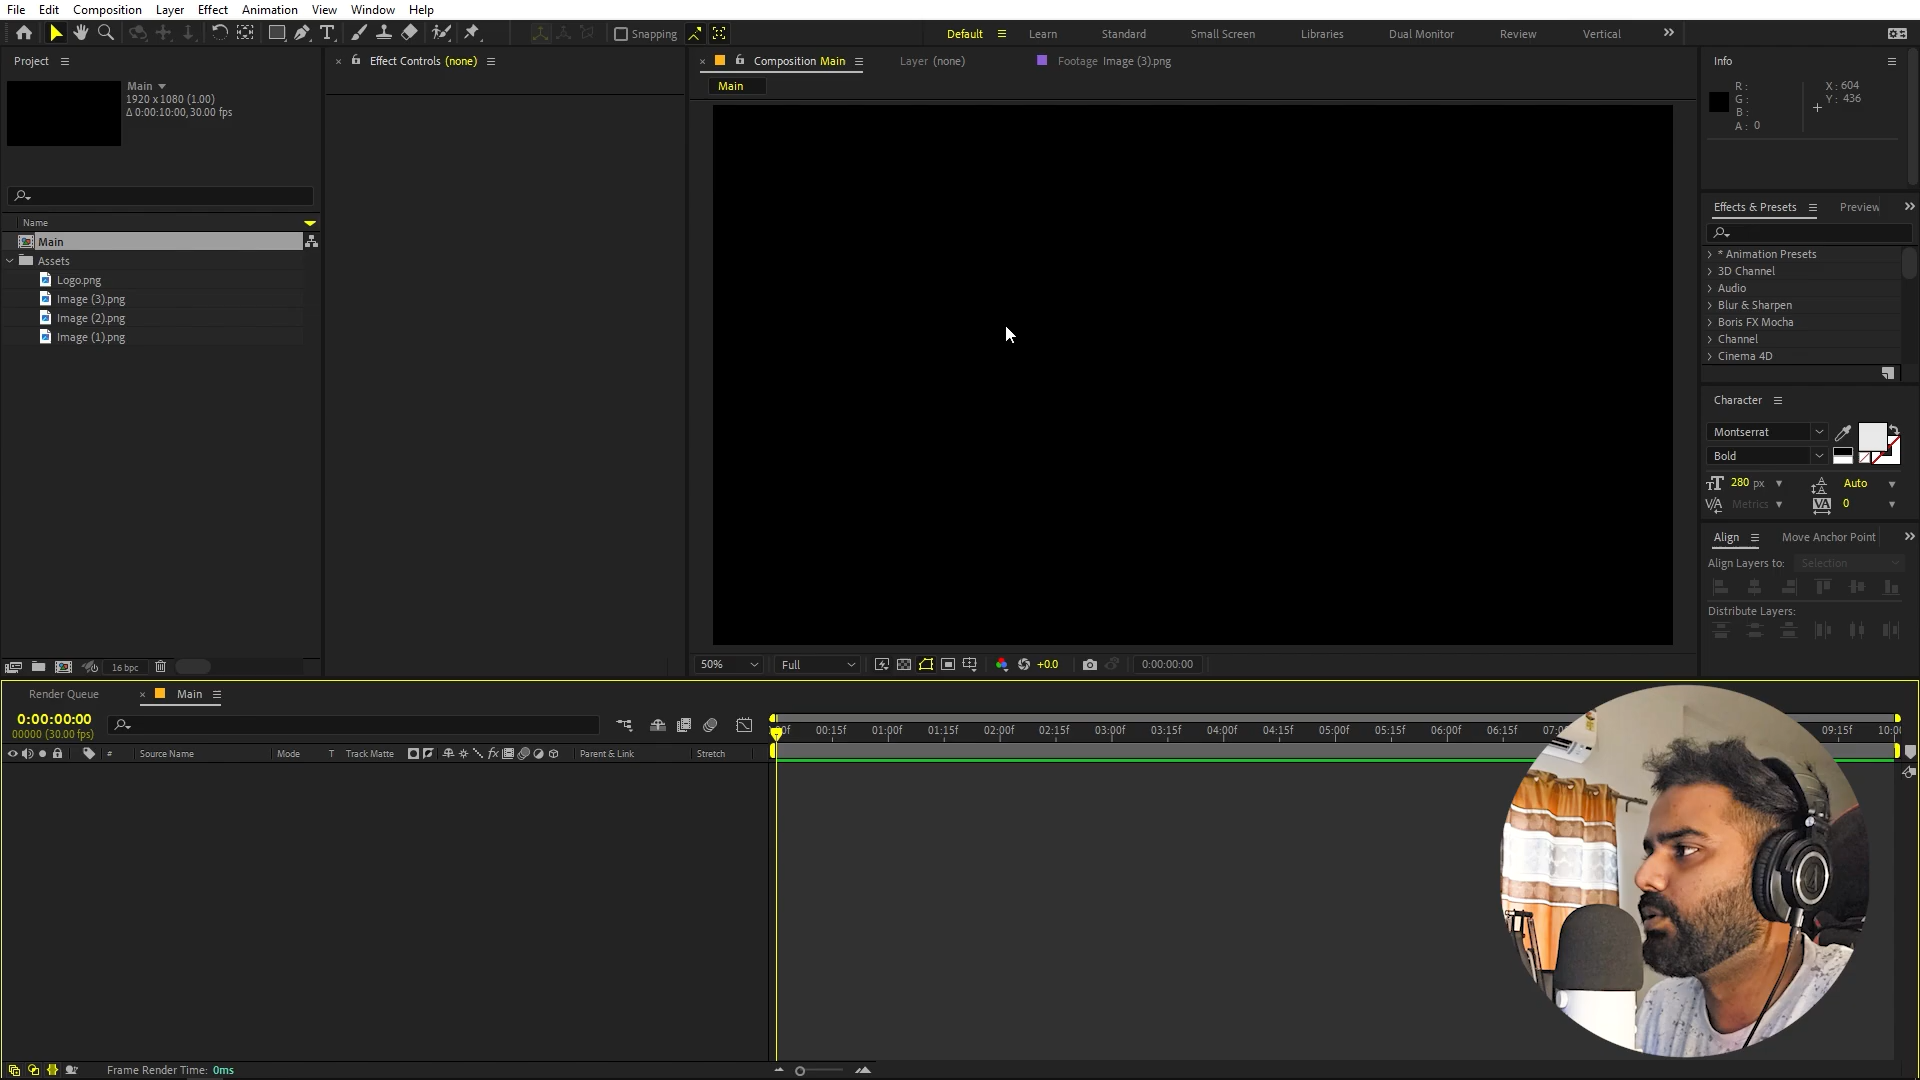 File Edit Composition Layer Effect Animation View Window Help
Snapping Default Learn Standard Small Screen Libraries Dual Monitor Review Vertical
Project
Main
1920 x 1080 (1.00)
Δ 0:00:10:00, 30.00 fps
Name
Main
Assets
Logo.png
Image (3).png
Image (2).png
Image (1).png
16 bpc
Effect Controls (none)
Composition Main Layer (none) Footage Image (3).png
Main
50% Full +0.0 0:00:00:00
Info
R : X : 604
G : Y : 436
B :
A : 0
Effects & Presets Preview
* Animation Presets
3D Channel
Audio
Blur & Sharpen
Boris FX Mocha
Channel
Cinema 4D
Character
Montserrat
Bold
280 px Auto
Metrics 0
Align Move Anchor Point
Align Layers to: Selection
Distribute Layers:
Render Queue Main
0:00:00:00
00000 (30.00 fps)
# Source Name Mode T Track Matte fx Parent & Link Stretch
00:15f 01:00f 01:15f 02:00f 02:15f 03:00f 03:15f 04:00f 04:15f 05:00f 05:15f 06:00f 06:15f 09:15f
Frame Render Time: 0ms